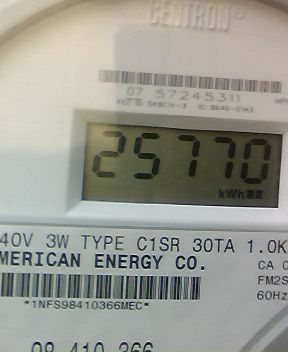 CENTRON®
07 57245311
25770
kWh
40V 3W TYPE C1SR 30TA 1.0K
MERICAN ENERGY CO.
CA 0
FM2S
*1NFS98410366MEC*
60Hz
98 410 366